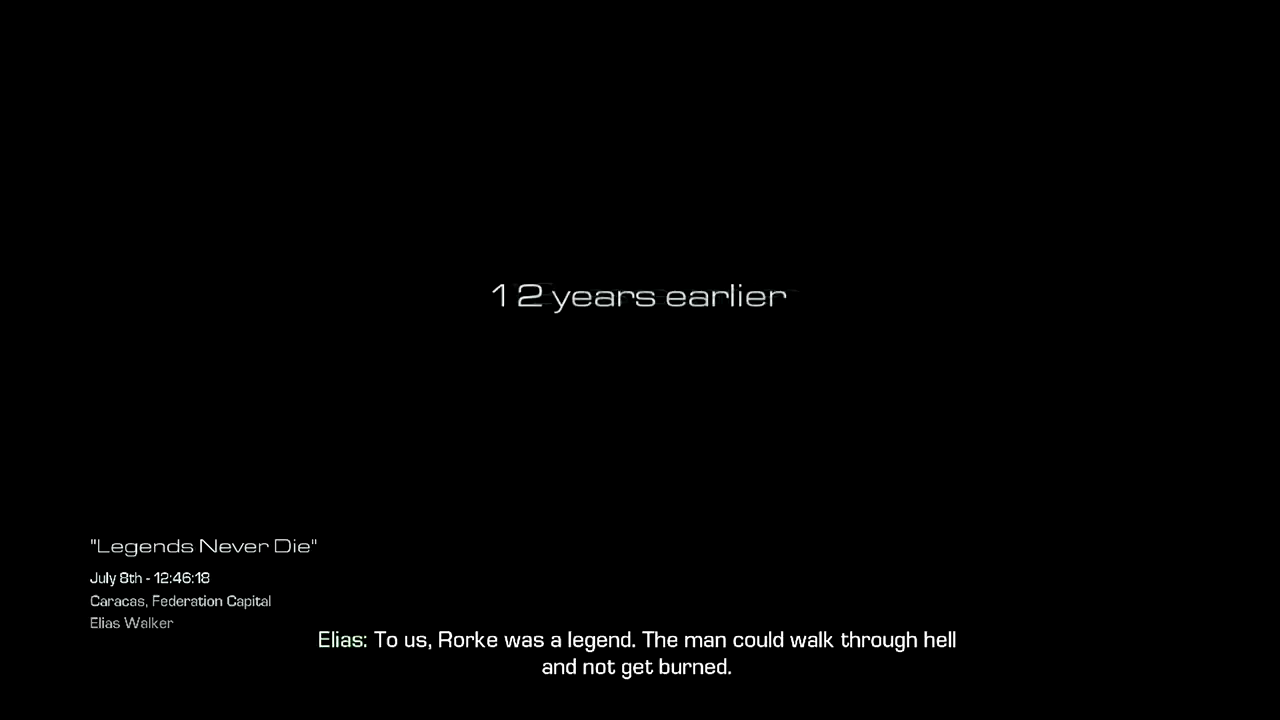 12 years earlier
"Legends Never Die"
July 8th - 12:46:18
Caracas, Federation Capital
Elias Walker
Elias: To us, Rorke was a legend. The man could walk through hell
and not get burned.